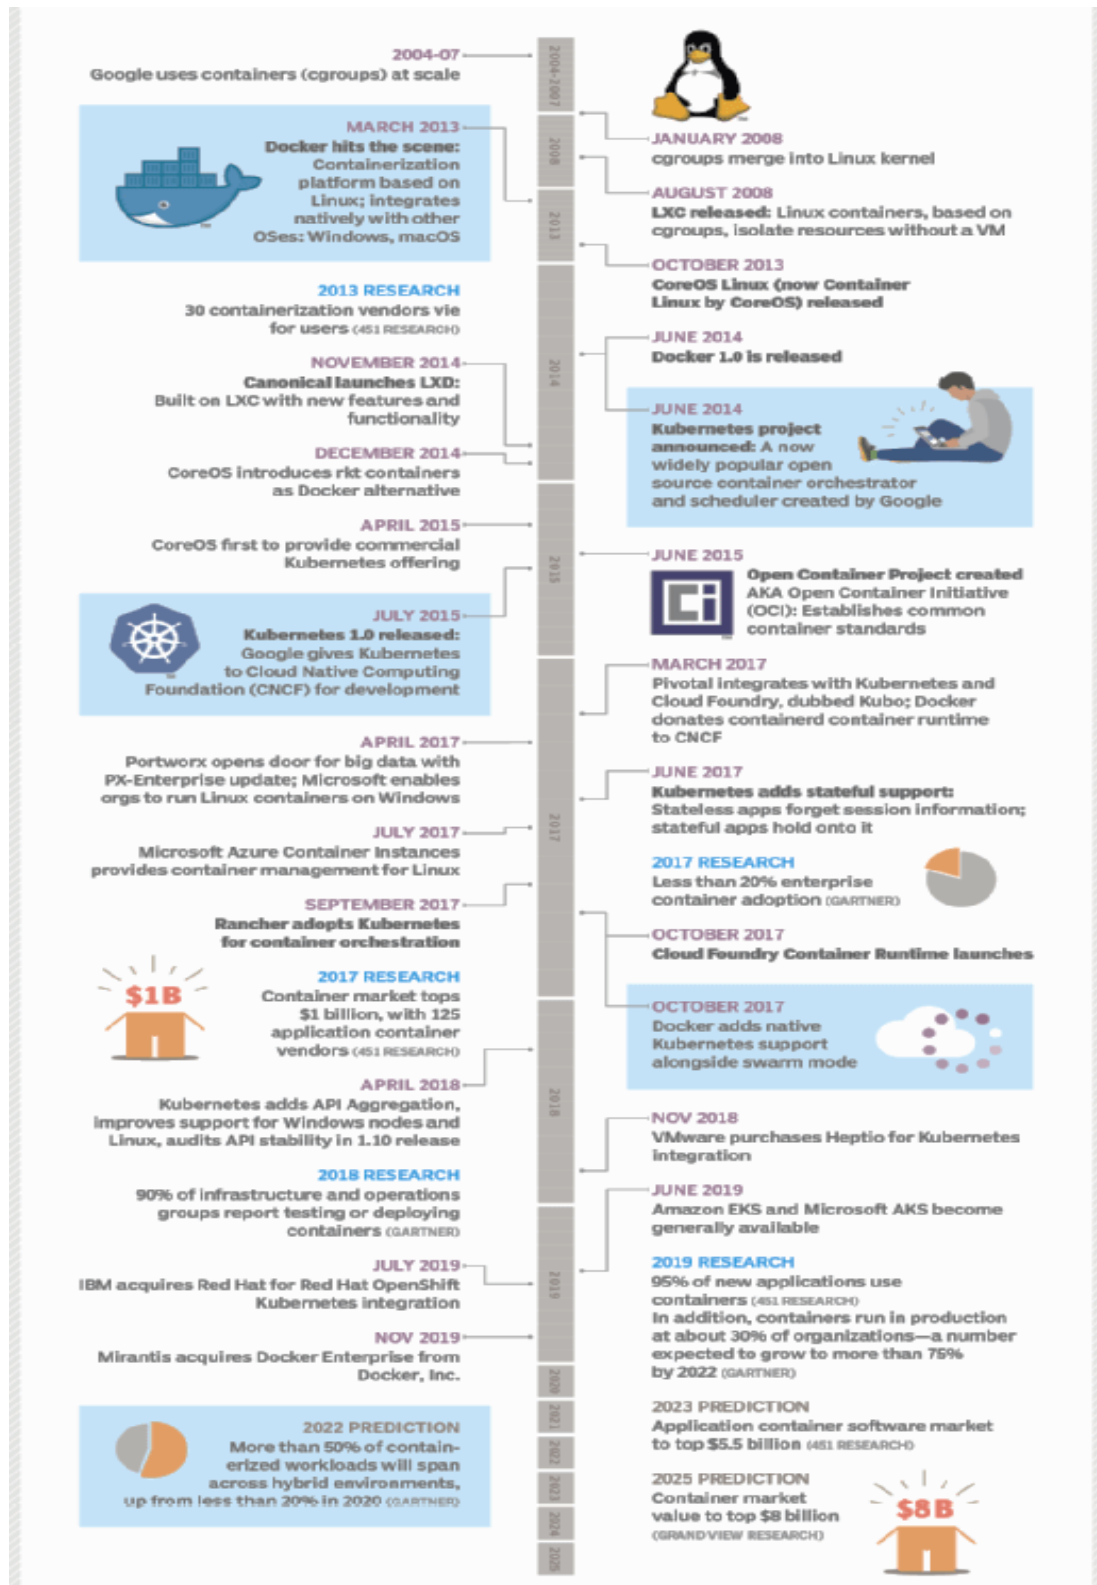 2004-07
Google uses containers (cgroups) at scale
2004-2007
JANUARY 2008
cgroups merge into Linux kernel
2008
AUGUST 2008
LXC released: Linux containers, based on
cgroups, isolate resources without a VM
MARCH 2013
Docker hits the scene:
Containerization
platform based on
Linux; integrates
natively with other
OSes: Windows, macOS
2013
OCTOBER 2013
CoreOS Linux (now Container
Linux by CoreOS) released
2013 RESEARCH
30 containerization vendors vie
for users (451 RESEARCH)
2014
JUNE 2014
Docker 1.0 is released
JUNE 2014
Kubernetes project
announced: A now
widely popular open
source container orchestrator
and scheduler created by Google
NOVEMBER 2014
Canonical launches LXD:
Built on LXC with new features and
functionality
DECEMBER 2014
CoreOS introduces rkt containers
as Docker alternative
APRIL 2015
CoreOS first to provide commercial
Kubernetes offering
2015
JUNE 2015
Open Container Project created
AKA Open Container Initiative
(OCI): Establishes common
container standards
JULY 2015
Kubernetes 1.0 released:
Google gives Kubernetes
to Cloud Native Computing
Foundation (CNCF) for development
MARCH 2017
Pivotal integrates with Kubernetes and
Cloud Foundry, dubbed Kubo; Docker
donates containerd container runtime
to CNCF
APRIL 2017
Portworx opens door for big data with
PX-Enterprise update; Microsoft enables
orgs to run Linux containers on Windows
2017
JUNE 2017
Kubernetes adds stateful support:
Stateless apps forget session information;
stateful apps hold onto it
JULY 2017
Microsoft Azure Container Instances
provides container management for Linux
2017 RESEARCH
Less than 20% enterprise
container adoption (GARTNER)
SEPTEMBER 2017
Rancher adopts Kubernetes
for container orchestration
OCTOBER 2017
Cloud Foundry Container Runtime launches
$1B
2017 RESEARCH
Container market tops
$1 billion, with 125
application container
vendors (451 RESEARCH)
OCTOBER 2017
Docker adds native
Kubernetes support
alongside swarm mode
APRIL 2018
Kubernetes adds API Aggregation,
improves support for Windows nodes and
Linux, audits API stability in 1.10 release
2018
NOV 2018
VMware purchases Heptio for Kubernetes
integration
2018 RESEARCH
90% of infrastructure and operations
groups report testing or deploying
containers (GARTNER)
JUNE 2019
Amazon EKS and Microsoft AKS become
generally available
JULY 2019
IBM acquires Red Hat for Red Hat OpenShift
Kubernetes integration
2019
2019 RESEARCH
95% of new applications use
containers (451 RESEARCH)
In addition, containers run in production
at about 30% of organizations—a number
expected to grow to more than 75%
by 2022 (GARTNER)
NOV 2019
Mirantis acquires Docker Enterprise from
Docker, Inc.
2020
2021
2022
2023
2024
2025
2022 PREDICTION
More than 50% of contain-
erized workloads will span
across hybrid environments,
up from less than 20% in 2020 (GARTNER)
2023 PREDICTION
Application container software market
to top $5.5 billion (451 RESEARCH)
2025 PREDICTION
Container market
value to top $8 billion
(GRAND VIEW RESEARCH)
$8B